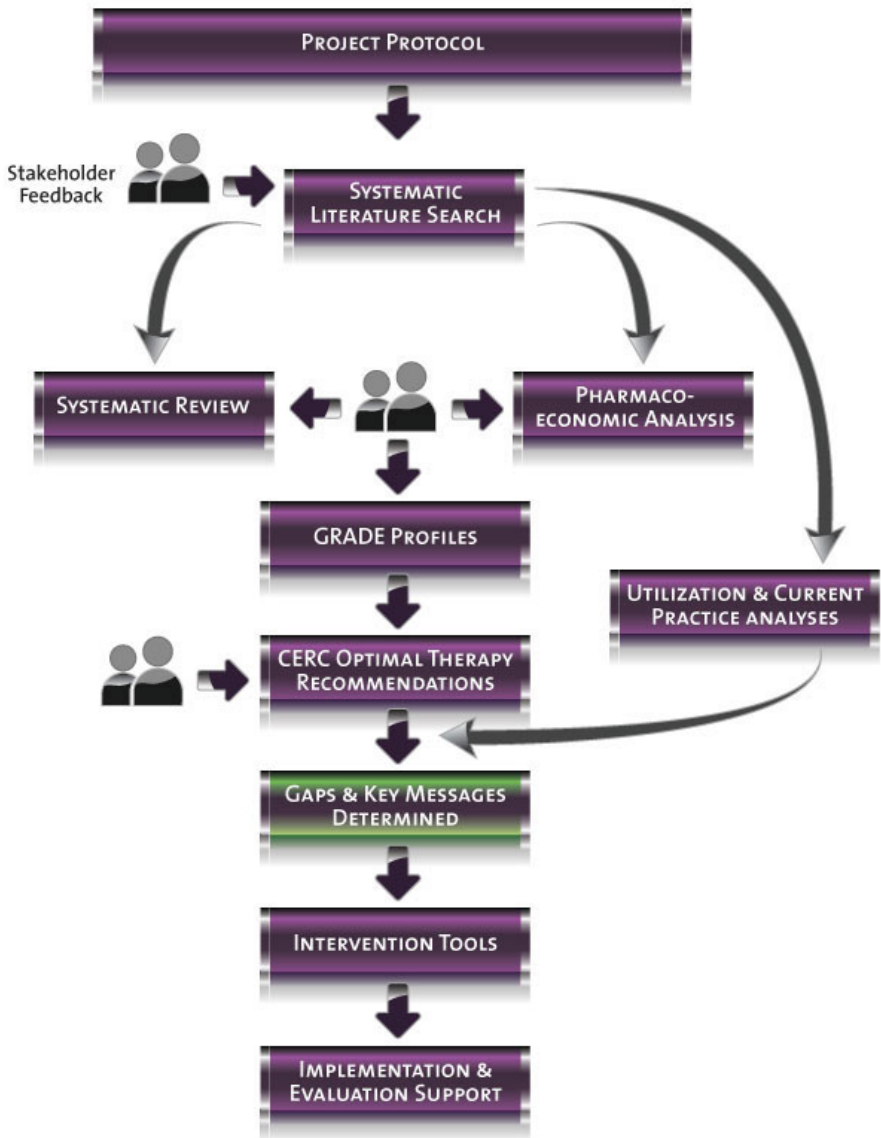 PROJECT PROTOCOL
Stakeholder
Feedback
SYSTEMATIC
LITERATURE SEARCH
SYSTEMATIC REVIEW
PHARMACO-
ECONOMIC ANALYSIS
GRADE PROFILES
UTILIZATION & CURRENT
PRACTICE ANALYSES
CERC OPTIMAL THERAPY
RECOMMENDATIONS
GAPS & KEY MESSAGES
DETERMINED
INTERVENTION TOOLS
IMPLEMENTATION &
EVALUATION SUPPORT